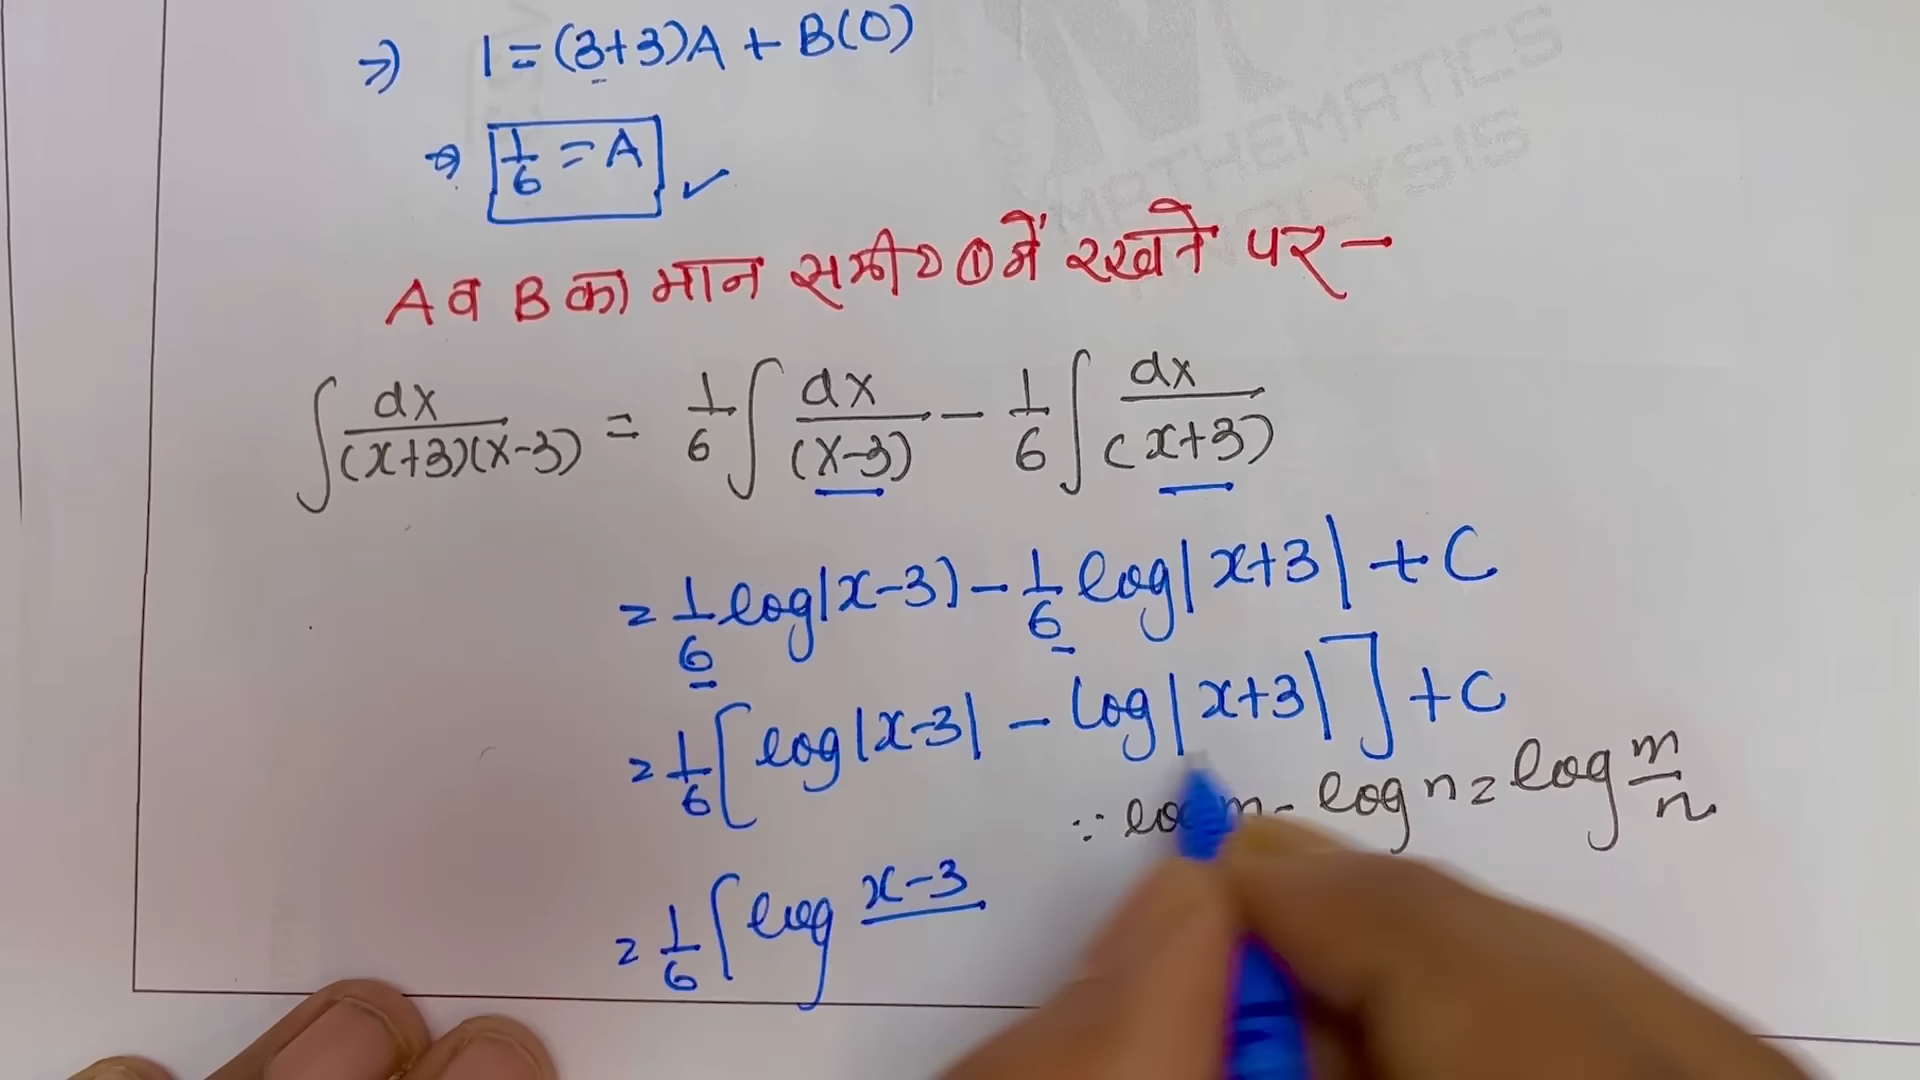 ⇒ 1 = (3+3)A + B(0)
⇒ 1/6 = A ✓
MATHEMATICS
ANALYSIS
A व B का मान समी० ① में रखने पर –
∫ dx/(x+3)(x-3) = 1/6 ∫ dx/(x-3) - 1/6 ∫ dx/(x+3)
= 1/6 log|x-3) - 1/6 log|x+3| + C
= 1/6 [log|x-3| - log|x+3|] + C
∵ log m - log n = log m/n
= 1/6 [log x-3